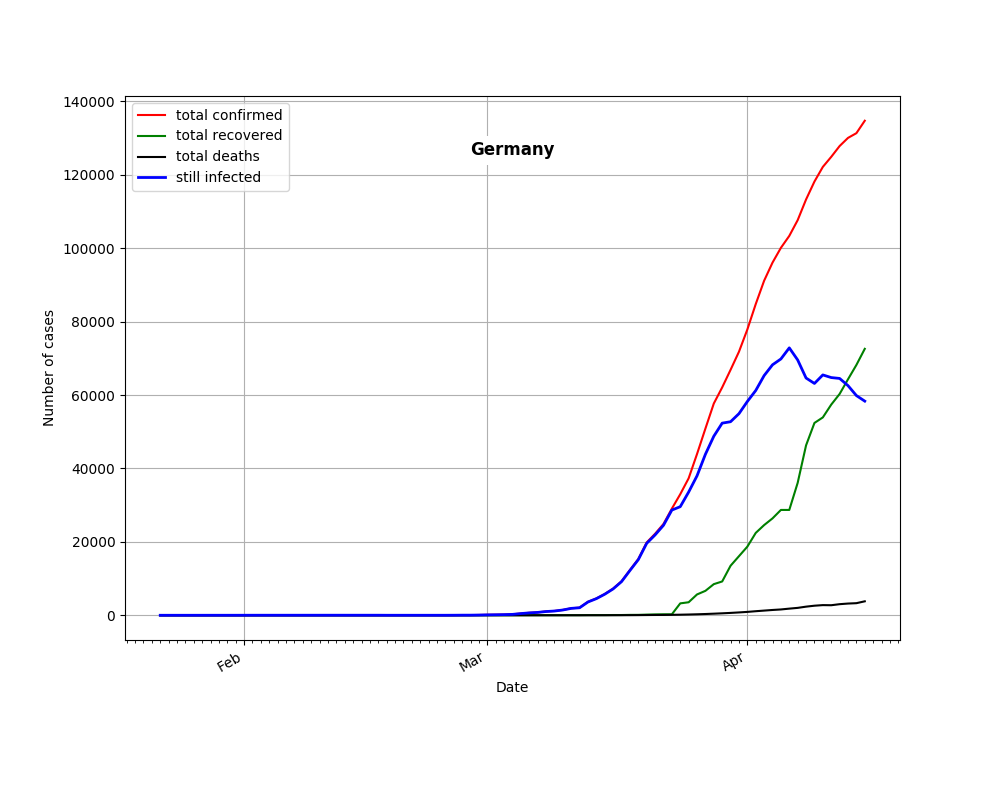 140000
120000
100000
80000
60000
40000
20000
0
Number of cases
total confirmed
total recovered
total deaths
still infected
Germany
Feb
Mar
Apr
Date